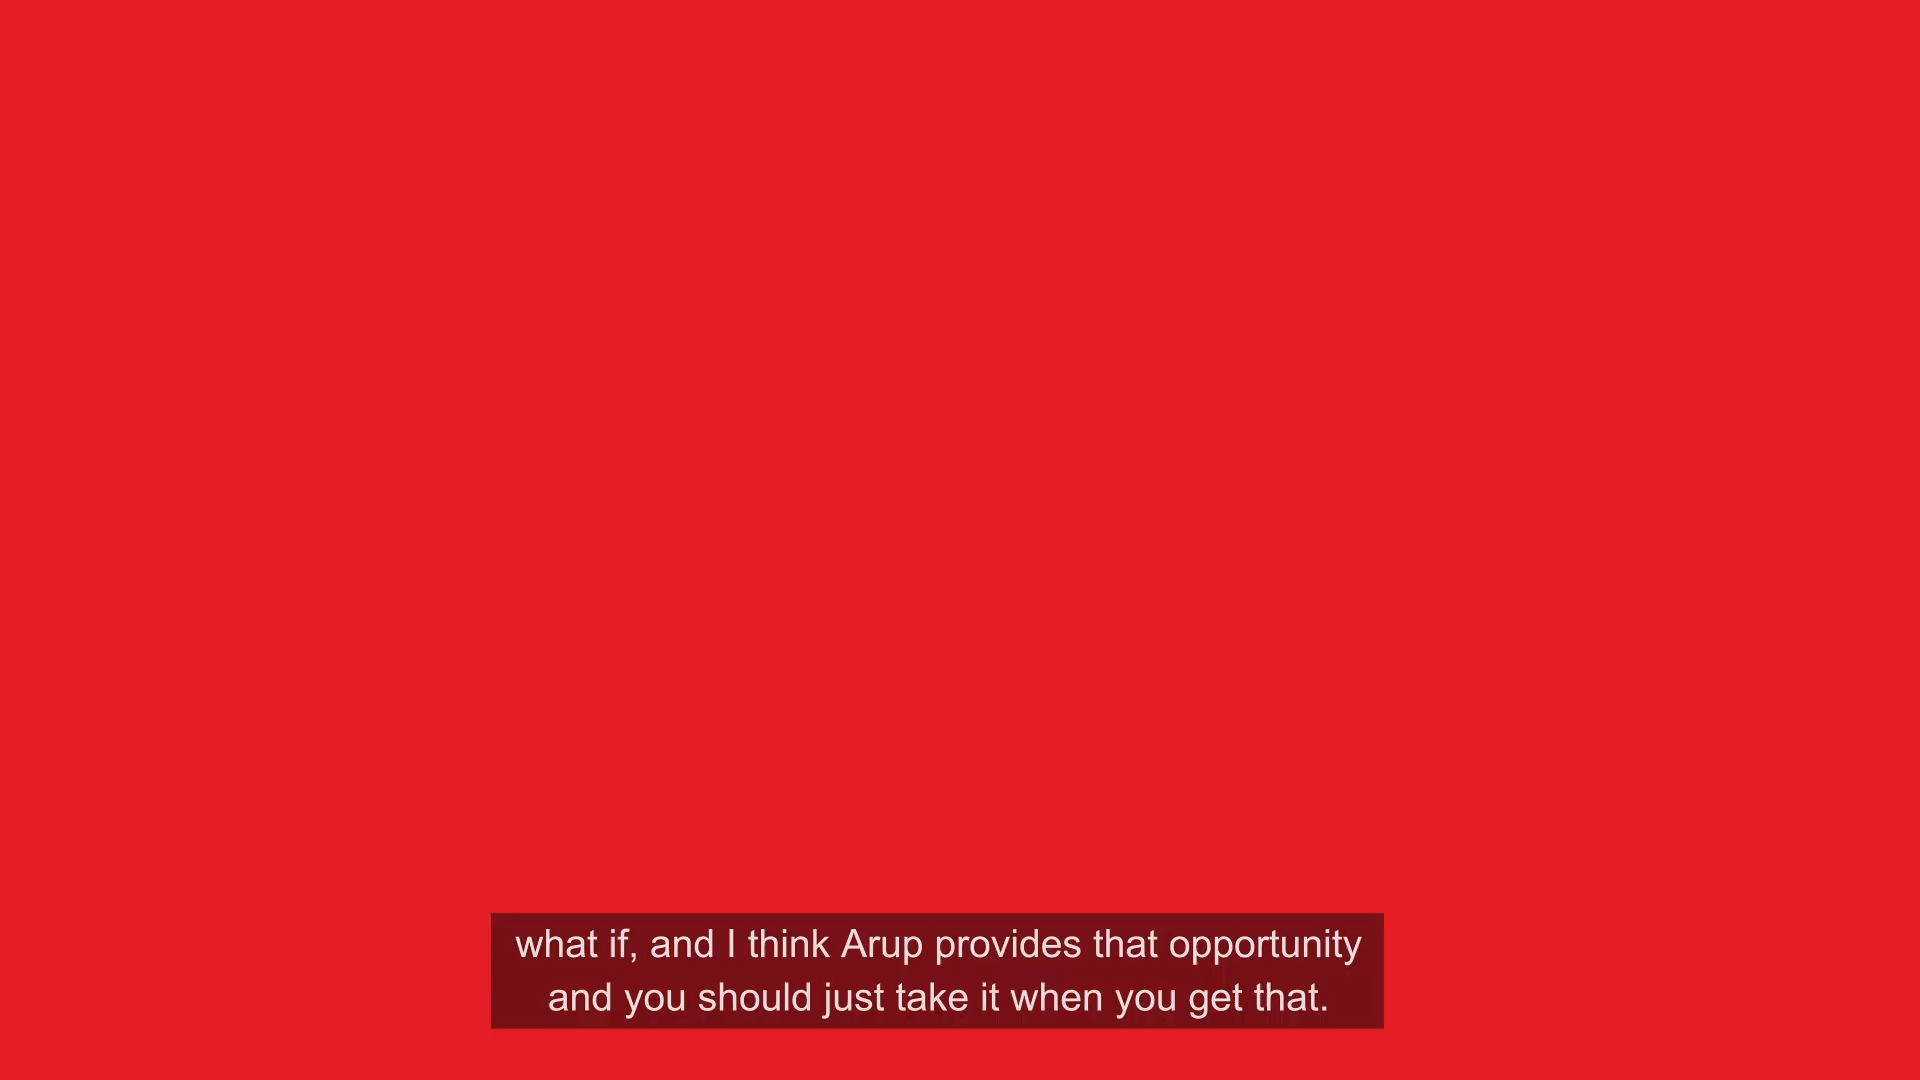 what if, and I think Arup provides that opportunity
and you should just take it when you get that.